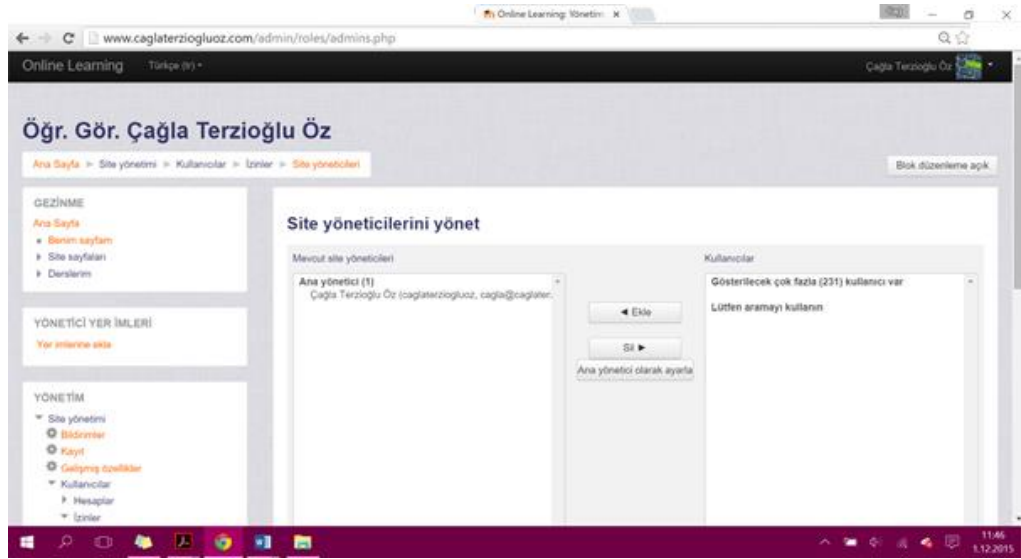 Online Learning: Yönetim
www.caglaterziogluoz.com/admin/roles/admins.php
Online Learning Türkçe (tr)
Çağla Terzioğlu Öz
Öğr. Gör. Çağla Terzioğlu Öz
Ana Sayfa ► Site yönetimi ► Kullanıcılar ► İzinler ► Site yöneticileri
Blok düzenleme açık
GEZİNME
Ana Sayfa
Benim sayfam
Site sayfaları
Derslerim
YÖNETİCİ YER İMLERİ
Yer imlerine ekle
YÖNETİM
Site yönetimi
Bildirimler
Kayıt
Gelişmiş özellikler
Kullanıcılar
Hesaplar
İzinler
Site yöneticilerini yönet
Mevcut site yöneticileri
Ana yönetici (1)
Çağla Terzioğlu Öz (caglaterziogluoz, cagla@caglater.
◄ Ekle
Sil ►
Ana yönetici olarak ayarla
Kullanıcılar
Gösterilecek çok fazla (231) kullanıcı var
Lütfen aramayı kullanın
11:46
1.12.2015